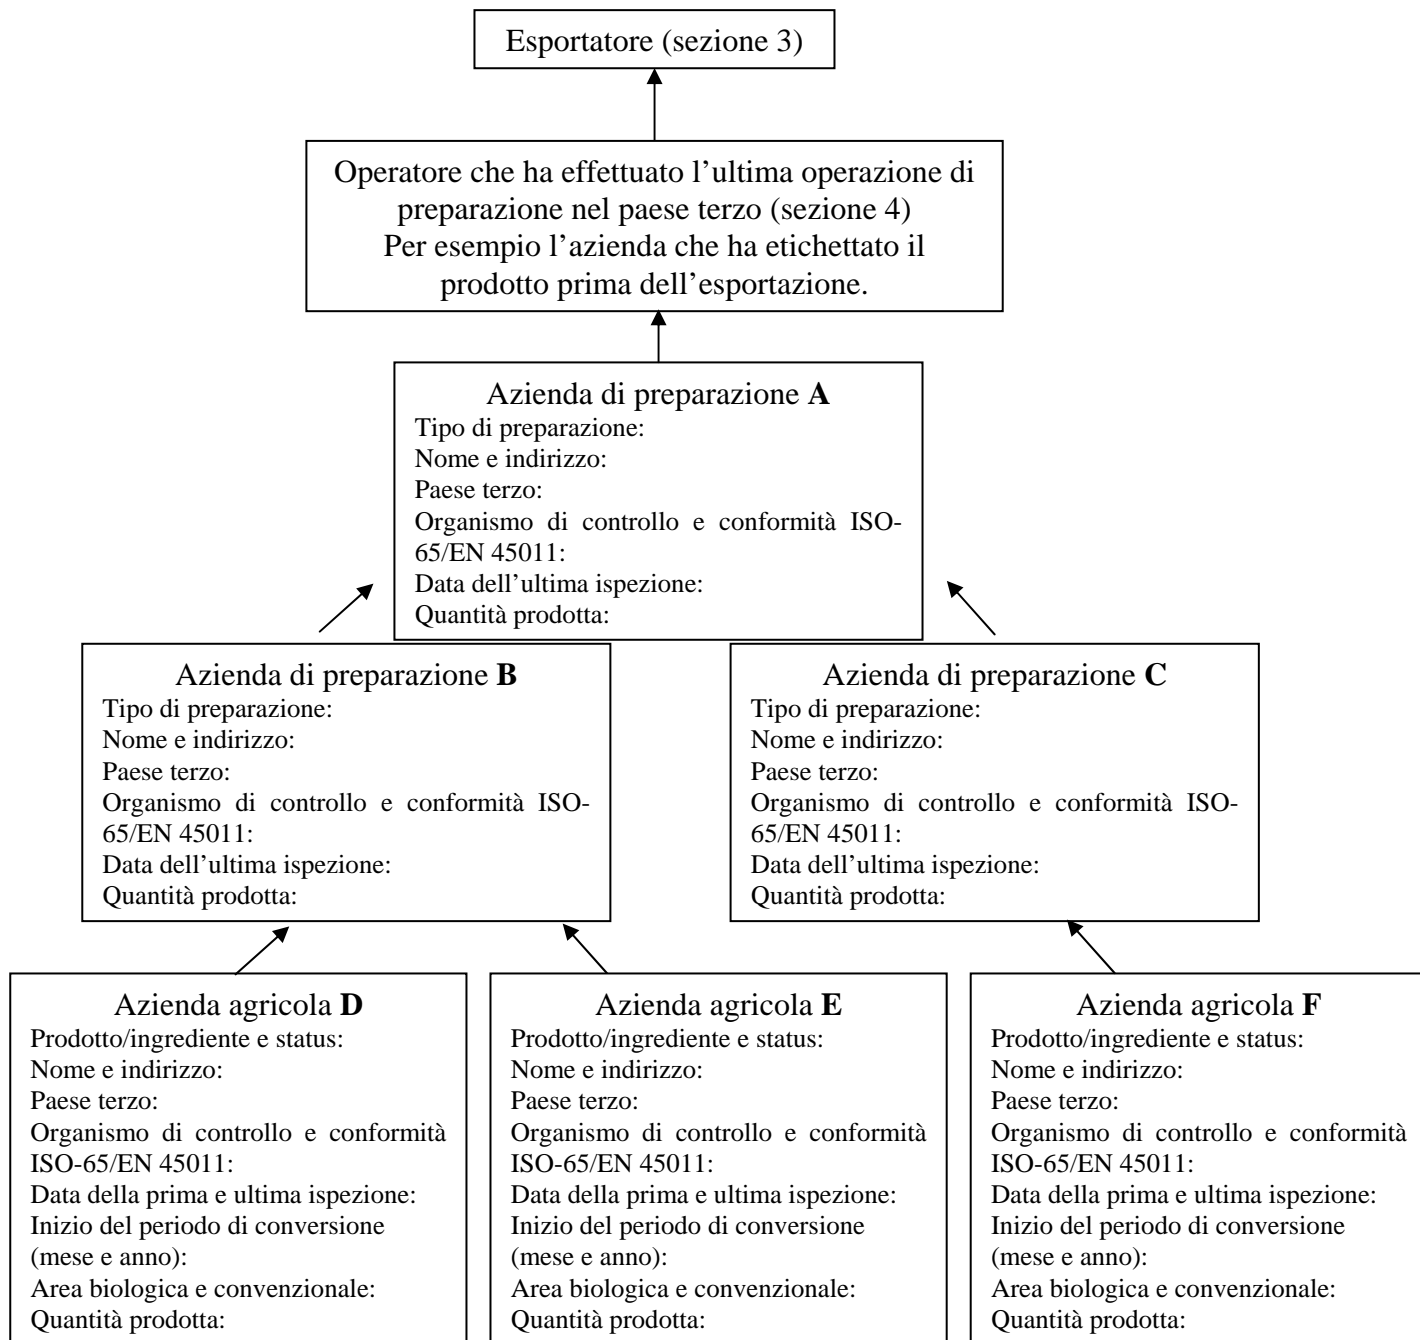 Esportatore (sezione 3)
Operatore che ha effettuato l’ultima operazione di
preparazione nel paese terzo (sezione 4)
Per esempio l’azienda che ha etichettato il
prodotto prima dell’esportazione.
Azienda di preparazione A
Tipo di preparazione:
Nome e indirizzo:
Paese terzo:
Organismo di controllo e conformità ISO-
65/EN 45011:
Data dell’ultima ispezione:
Quantità prodotta:
Azienda di preparazione B
Tipo di preparazione:
Nome e indirizzo:
Paese terzo:
Organismo di controllo e conformità ISO-
65/EN 45011:
Data dell’ultima ispezione:
Quantità prodotta:
Azienda di preparazione C
Tipo di preparazione:
Nome e indirizzo:
Paese terzo:
Organismo di controllo e conformità ISO-
65/EN 45011:
Data dell’ultima ispezione:
Quantità prodotta:
Azienda agricola D
Prodotto/ingrediente e status:
Nome e indirizzo:
Paese terzo:
Organismo di controllo e conformità
ISO-65/EN 45011:
Data della prima e ultima ispezione:
Inizio del periodo di conversione
(mese e anno):
Area biologica e convenzionale:
Quantità prodotta:
Azienda agricola E
Prodotto/ingrediente e status:
Nome e indirizzo:
Paese terzo:
Organismo di controllo e conformità
ISO-65/EN 45011:
Data della prima e ultima ispezione:
Inizio del periodo di conversione
(mese e anno):
Area biologica e convenzionale:
Quantità prodotta:
Azienda agricola F
Prodotto/ingrediente e status:
Nome e indirizzo:
Paese terzo:
Organismo di controllo e conformità
ISO-65/EN 45011:
Data della prima e ultima ispezione:
Inizio del periodo di conversione
(mese e anno):
Area biologica e convenzionale:
Quantità prodotta: